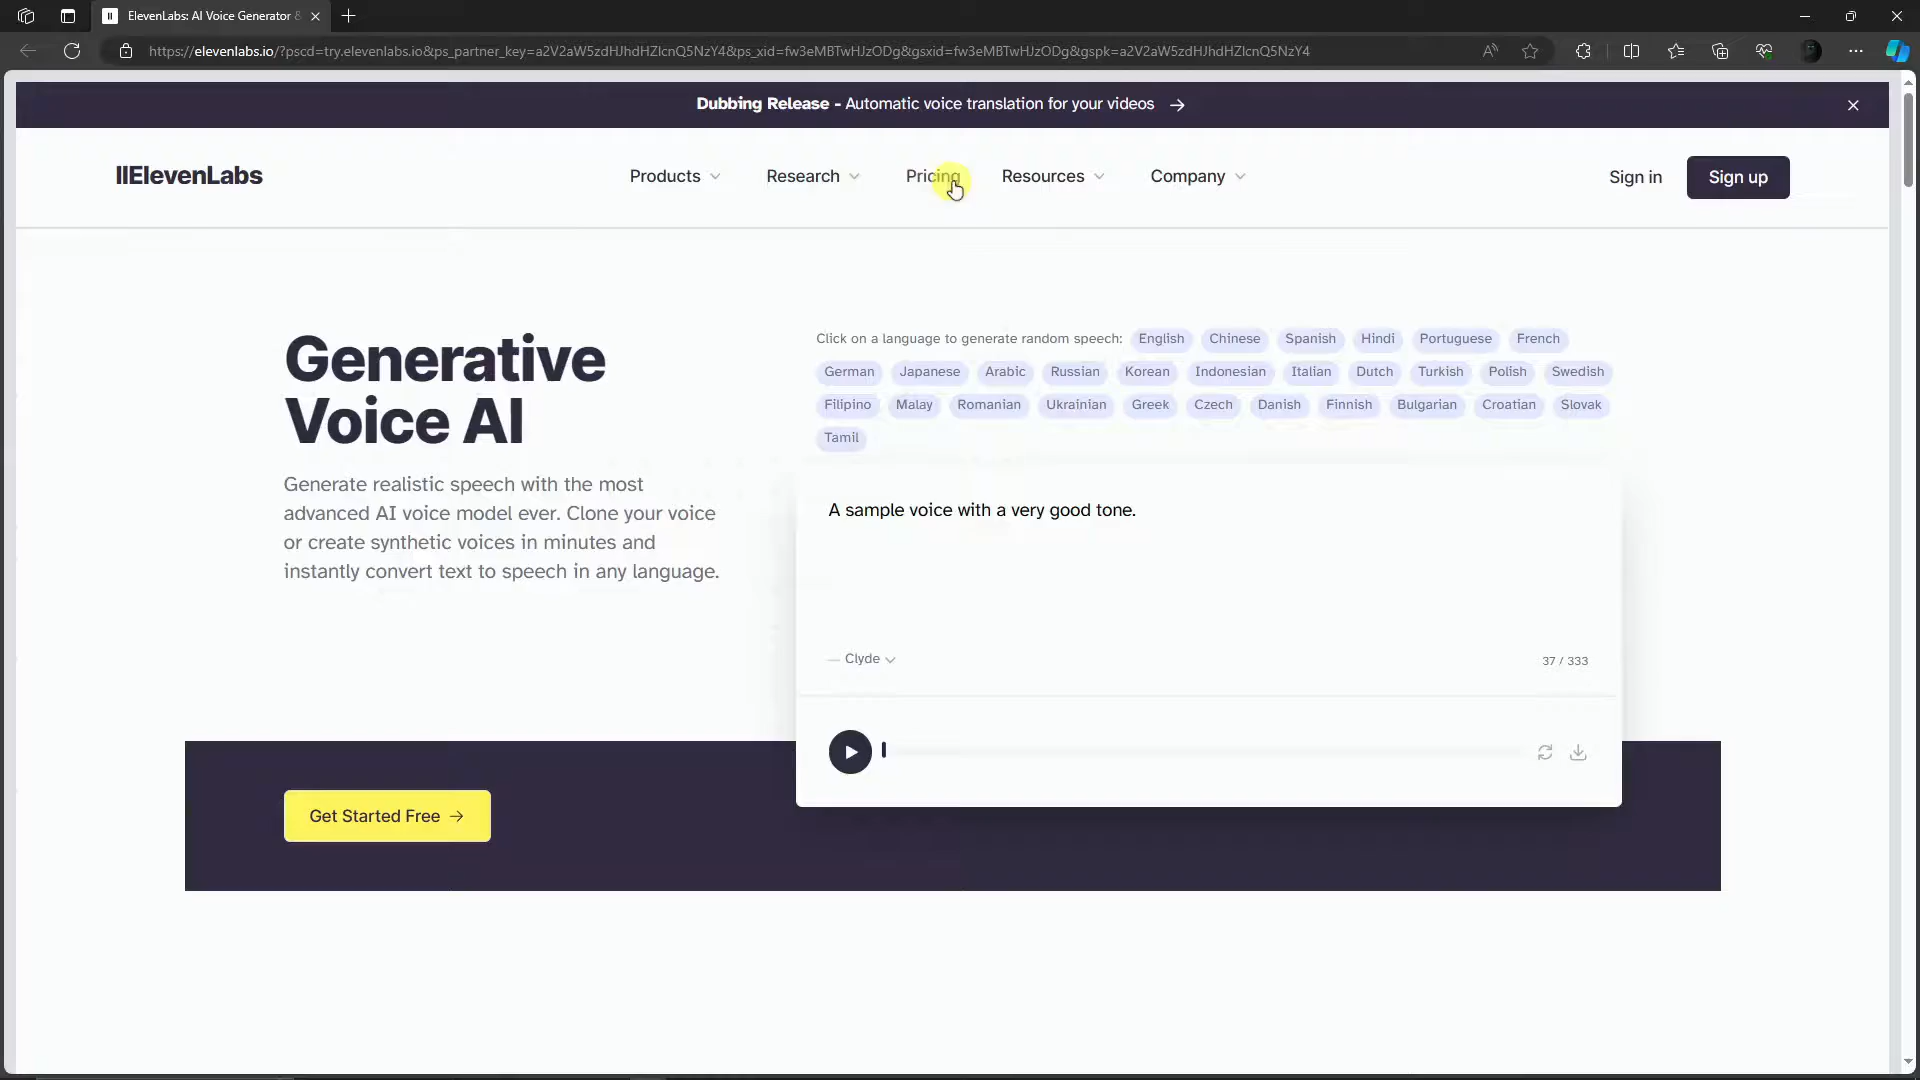 ElevenLabs: AI Voice Generator &
https://elevenlabs.io/?pscd=try.elevenlabs.io&ps_partner_key=a2V2aW5zdHJhdHZlcnQ5NzY4&ps_xid=fw3eMBTwHJzODg&gsxid=fw3eMBTwHJzODg&gspk=a2V2aW5zdHJhdHZlcnQ5NzY4
Dubbing Release - Automatic voice translation for your videos →
IIElevenLabs
Products
Research
Pricing
Resources
Company
Sign in
Sign up
Generative
Voice AI
Generate realistic speech with the most
advanced AI voice model ever. Clone your voice
or create synthetic voices in minutes and
instantly convert text to speech in any language.
Get Started Free →
Click on a language to generate random speech: English Chinese Spanish Hindi Portuguese French
German Japanese Arabic Russian Korean Indonesian Italian Dutch Turkish Polish Swedish
Filipino Malay Romanian Ukrainian Greek Czech Danish Finnish Bulgarian Croatian Slovak
Tamil
A sample voice with a very good tone.
— Clyde
37 / 333